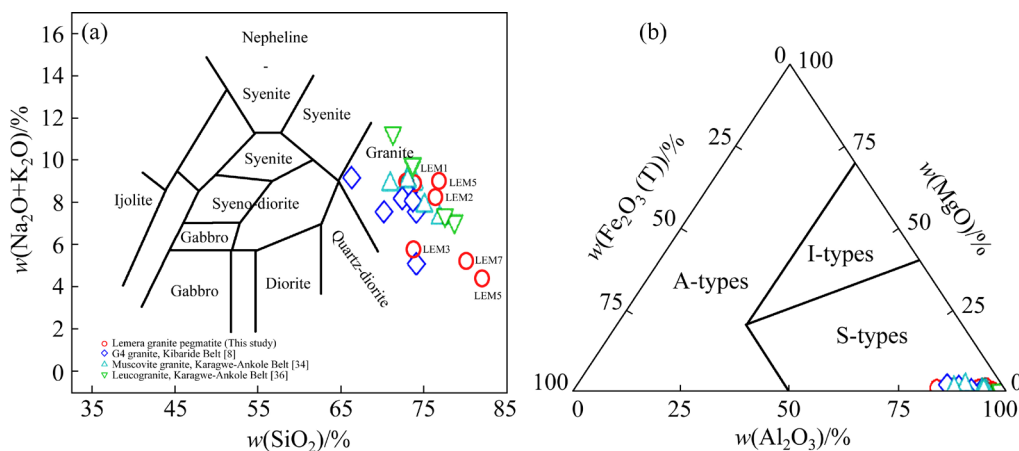 (a)
Nepheline
-
Syenite
Syenite
Syenite
Granite
Ijolite
Syeno-diorite
Gabbro
Gabbro
Diorite
Quartz-diorite
LEM1
LEM5
LEM2
LEM3
LEM7
LEM5
Lemera granite pegmatite (This study)
G4 granite, Kibaride Belt [8]
Muscovite granite, Karagwe-Ankole Belt [34]
Leucogranite, Karagwe-Ankole Belt [36]
16
14
12
10
8
6
4
2
0
w(Na2O+K2O)/%
35 45 55 65 75 85
w(SiO2)/%
(b)
0 100
25 75
50 50
75 25
100 0
w(Fe2O3(T))/%
w(MgO)/%
A-types
I-types
S-types
0 25 50 75 100
w(Al2O3)/%